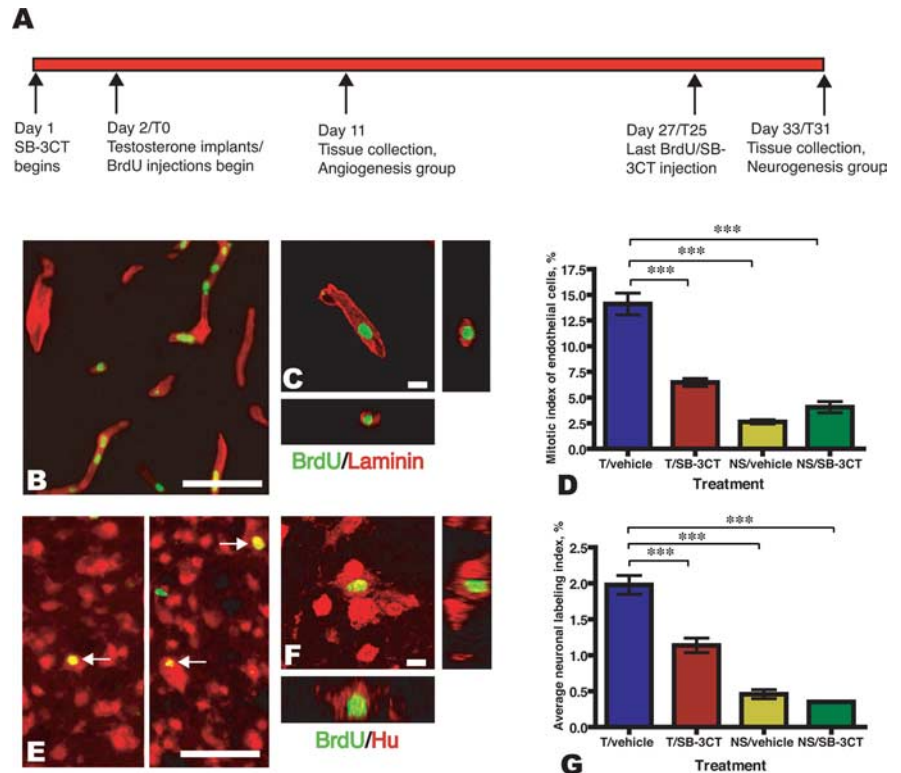 A
Day 1
SB-3CT
begins
Day 2/T0
Testosterone implants/
BrdU injections begin
Day 11
Tissue collection,
Angiogenesis group
Day 27/T25
Last BrdU/SB-
3CT injection
Day 33/T31
Tissue collection,
Neurogenesis group
B
C
BrdU/Laminin
***
***
***
Mitotic index of endothelial cells, %
17.5
15.0
12.5
10.0
7.5
5.0
2.5
0.0
T/vehicle T/SB-3CT NS/vehicle NS/SB-3CT
Treatment
D
E
F
BrdU/Hu
***
***
***
Average neuronal labeling index, %
2.5
2.0
1.5
1.0
0.5
0.0
T/vehicle T/SB-3CT NS/vehicle NS/SB-3CT
Treatment
G